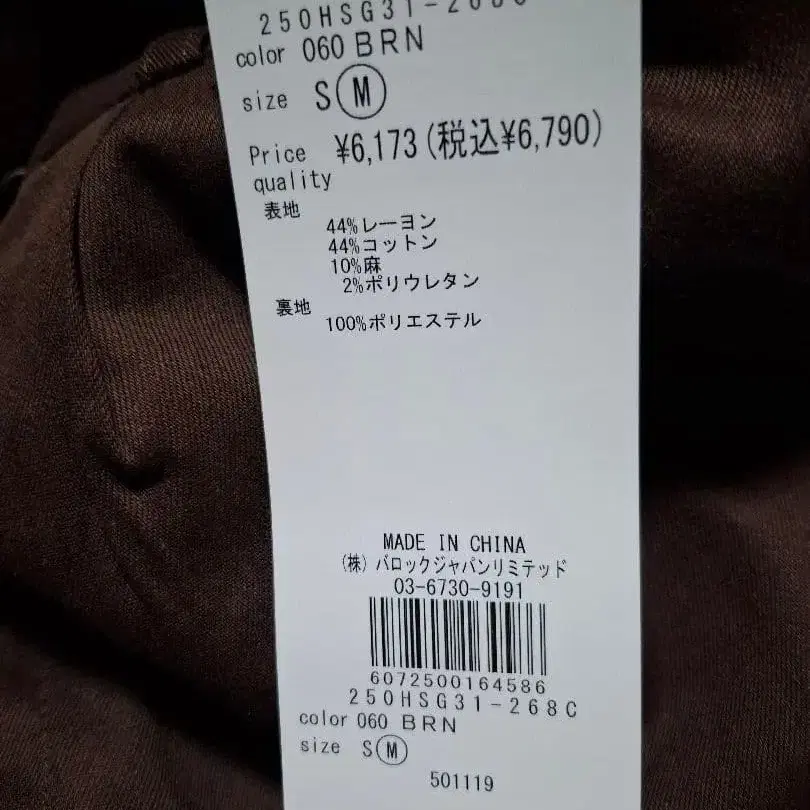 250HSG31-268C
color 060 BRN
size S M
Price ¥6,173(税込¥6,790)
quality
表地
44%レーヨン
44%コットン
10%麻
2%ポリウレタン
裏地
100%ポリエステル
MADE IN CHINA
(株)バロックジャパンリミテッド
03-6730-9191
6072500164586
250HSG31-268C
color 060 BRN
size S M
501119